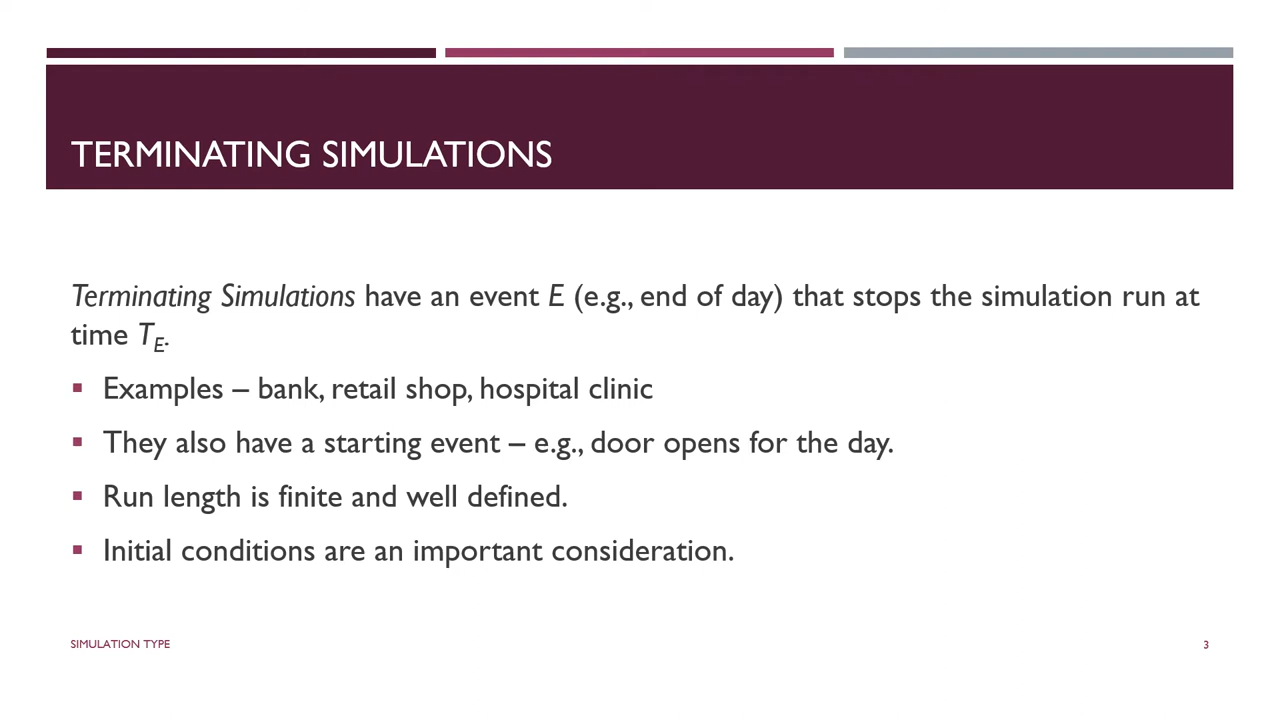 TERMINATING SIMULATIONS
Terminating Simulations have an event E (e.g., end of day) that stops the simulation run at
time TE.
▪ Examples – bank, retail shop, hospital clinic
▪ They also have a starting event – e.g., door opens for the day.
▪ Run length is finite and well defined.
▪ Initial conditions are an important consideration.
SIMULATION TYPE
3